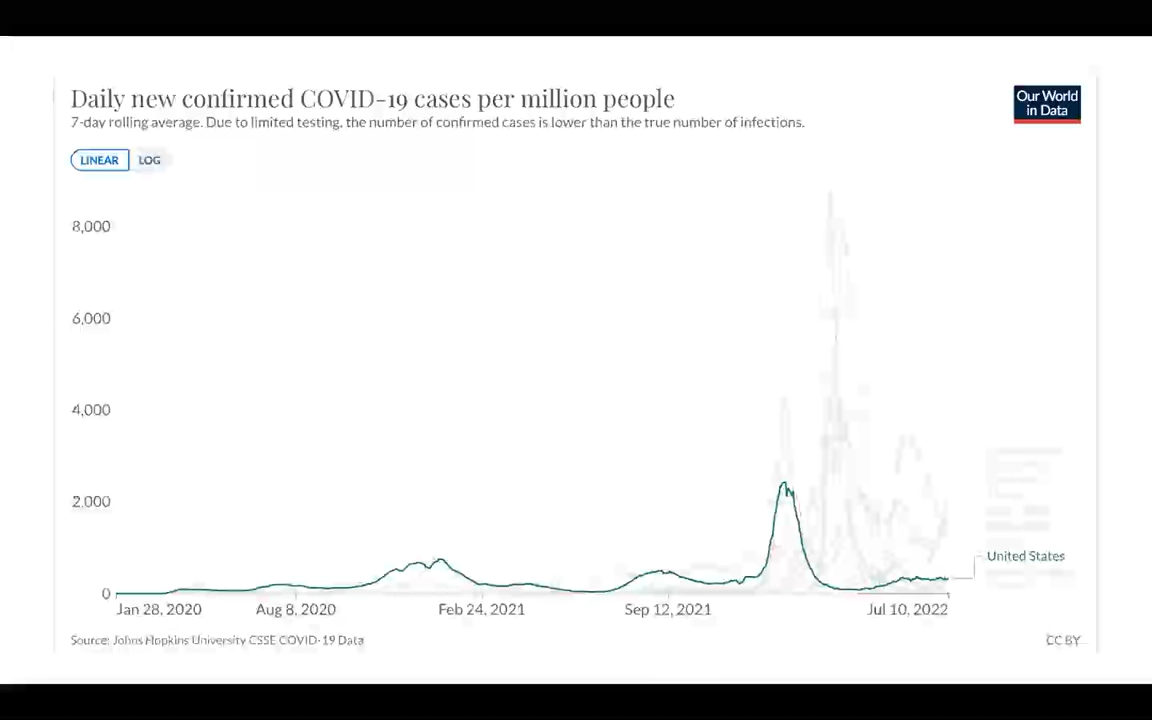 Daily new confirmed COVID-19 cases per million people
Our World
in Data
7-day rolling average. Due to limited testing, the number of confirmed cases is lower than the true number of infections.
LINEAR LOG
8,000
6,000
4,000
2,000
United States
0
Jan 28, 2020 Aug 8, 2020 Feb 24, 2021 Sep 12, 2021 Jul 10, 2022
Source: Johns Hopkins University CSSE COVID-19 Data CC BY